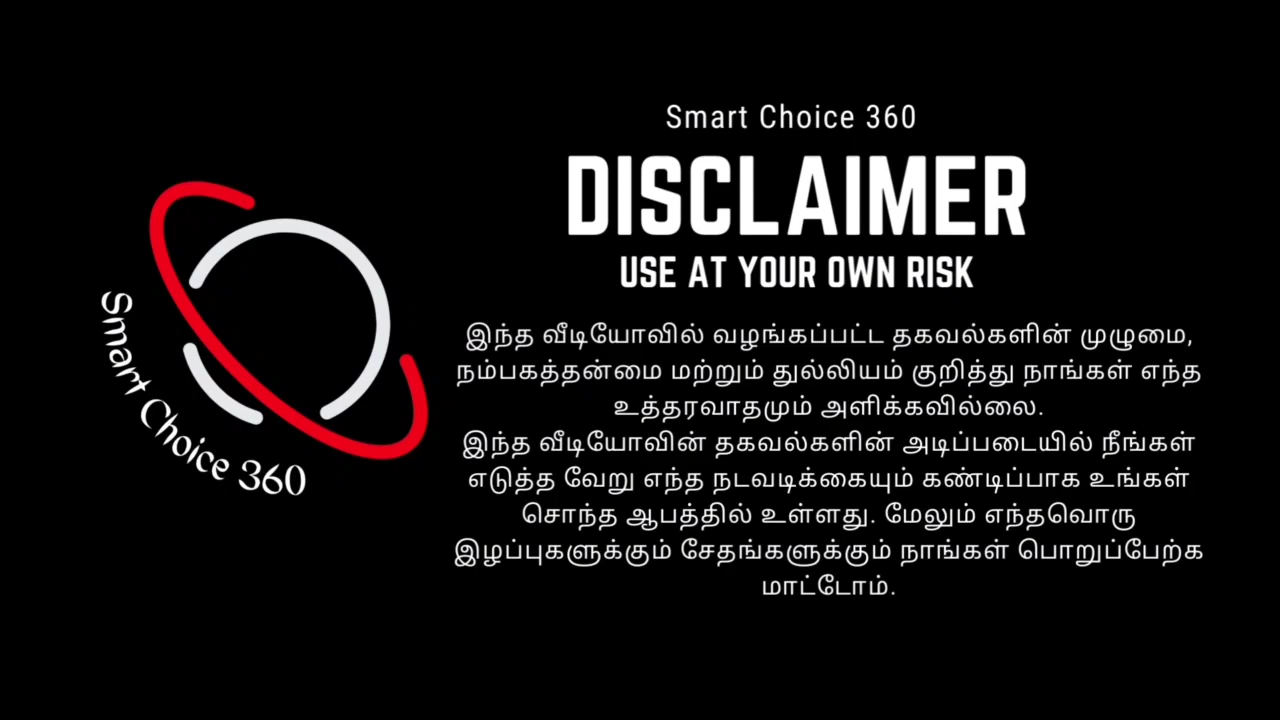 Smart Choice 360
DISCLAIMER
USE AT YOUR OWN RISK
இந்த வீடியோவில் வழங்கப்பட்ட தகவல்களின் முழுமை,
நம்பகத்தன்மை மற்றும் துல்லியம் குறித்து நாங்கள் எந்த
உத்தரவாதமும் அளிக்கவில்லை.
இந்த வீடியோவின் தகவல்களின் அடிப்படையில் நீங்கள்
எடுத்த வேறு எந்த நடவடிக்கையும் கண்டிப்பாக உங்கள்
சொந்த ஆபத்தில் உள்ளது. மேலும் எந்தவொரு
இழப்புகளுக்கும் சேதங்களுக்கும் நாங்கள் பொறுப்பேற்க
மாட்டோம்.
Smart Choice 360